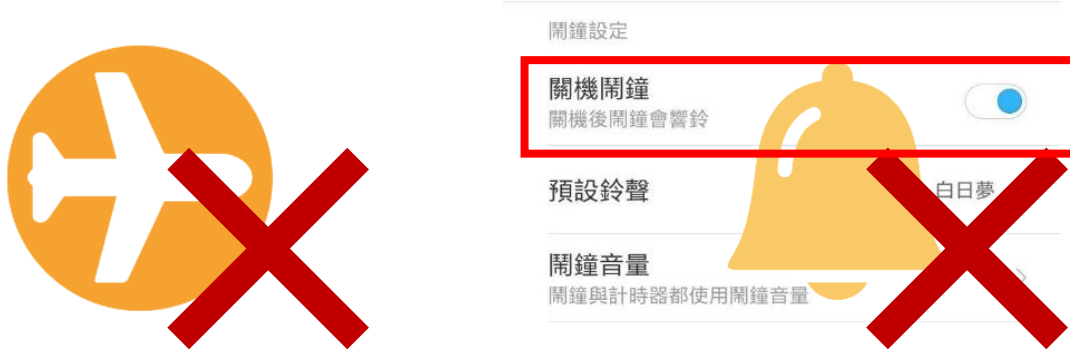 鬧鐘設定
關機鬧鐘
關機後鬧鐘會響鈴
預設鈴聲
白日夢
鬧鐘音量
鬧鐘與計時器都使用鬧鐘音量